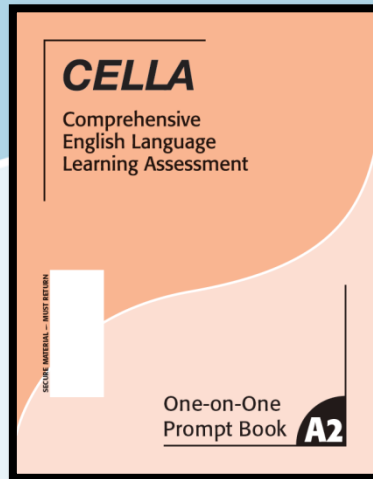 CELLA
Comprehensive
English Language
Learning Assessment
SECURE MATERIAL – MUST RETURN
One-on-One
Prompt Book A2